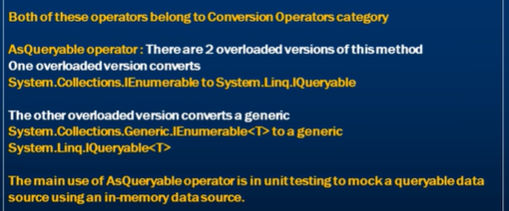 Both of these operators belong to Conversion Operators category
AsQueryable operator : There are 2 overloaded versions of this method
One overloaded version converts
System.Collections.IEnumerable to System.Linq.IQueryable
The other overloaded version converts a generic
System.Collections.Generic.IEnumerable<T> to a generic
System.Linq.IQueryable<T>
The main use of AsQueryable operator is in unit testing to mock a queryable data
source using an in-memory data source.